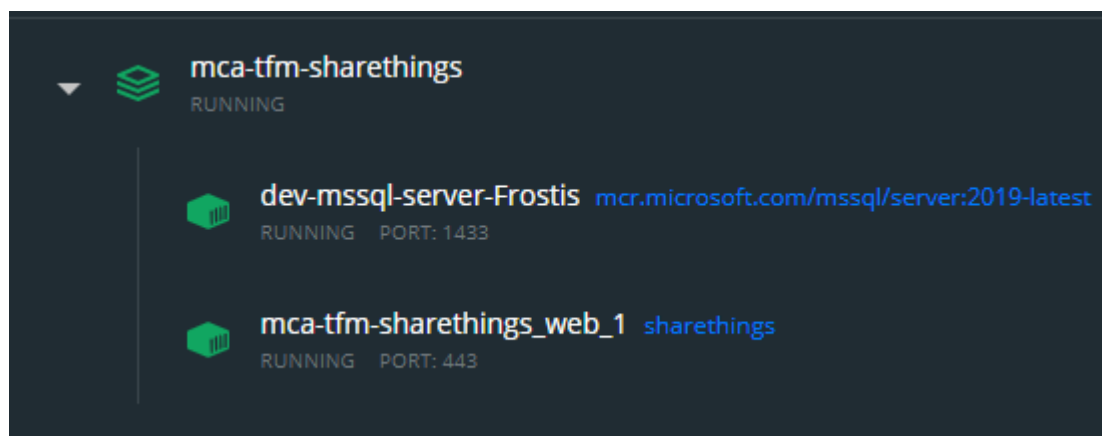 mca-tfm-sharethings
RUNNING
dev-mssql-server-Frostis mcr.microsoft.com/mssql/server:2019-latest
RUNNING PORT: 1433
mca-tfm-sharethings_web_1 sharethings
RUNNING PORT: 443